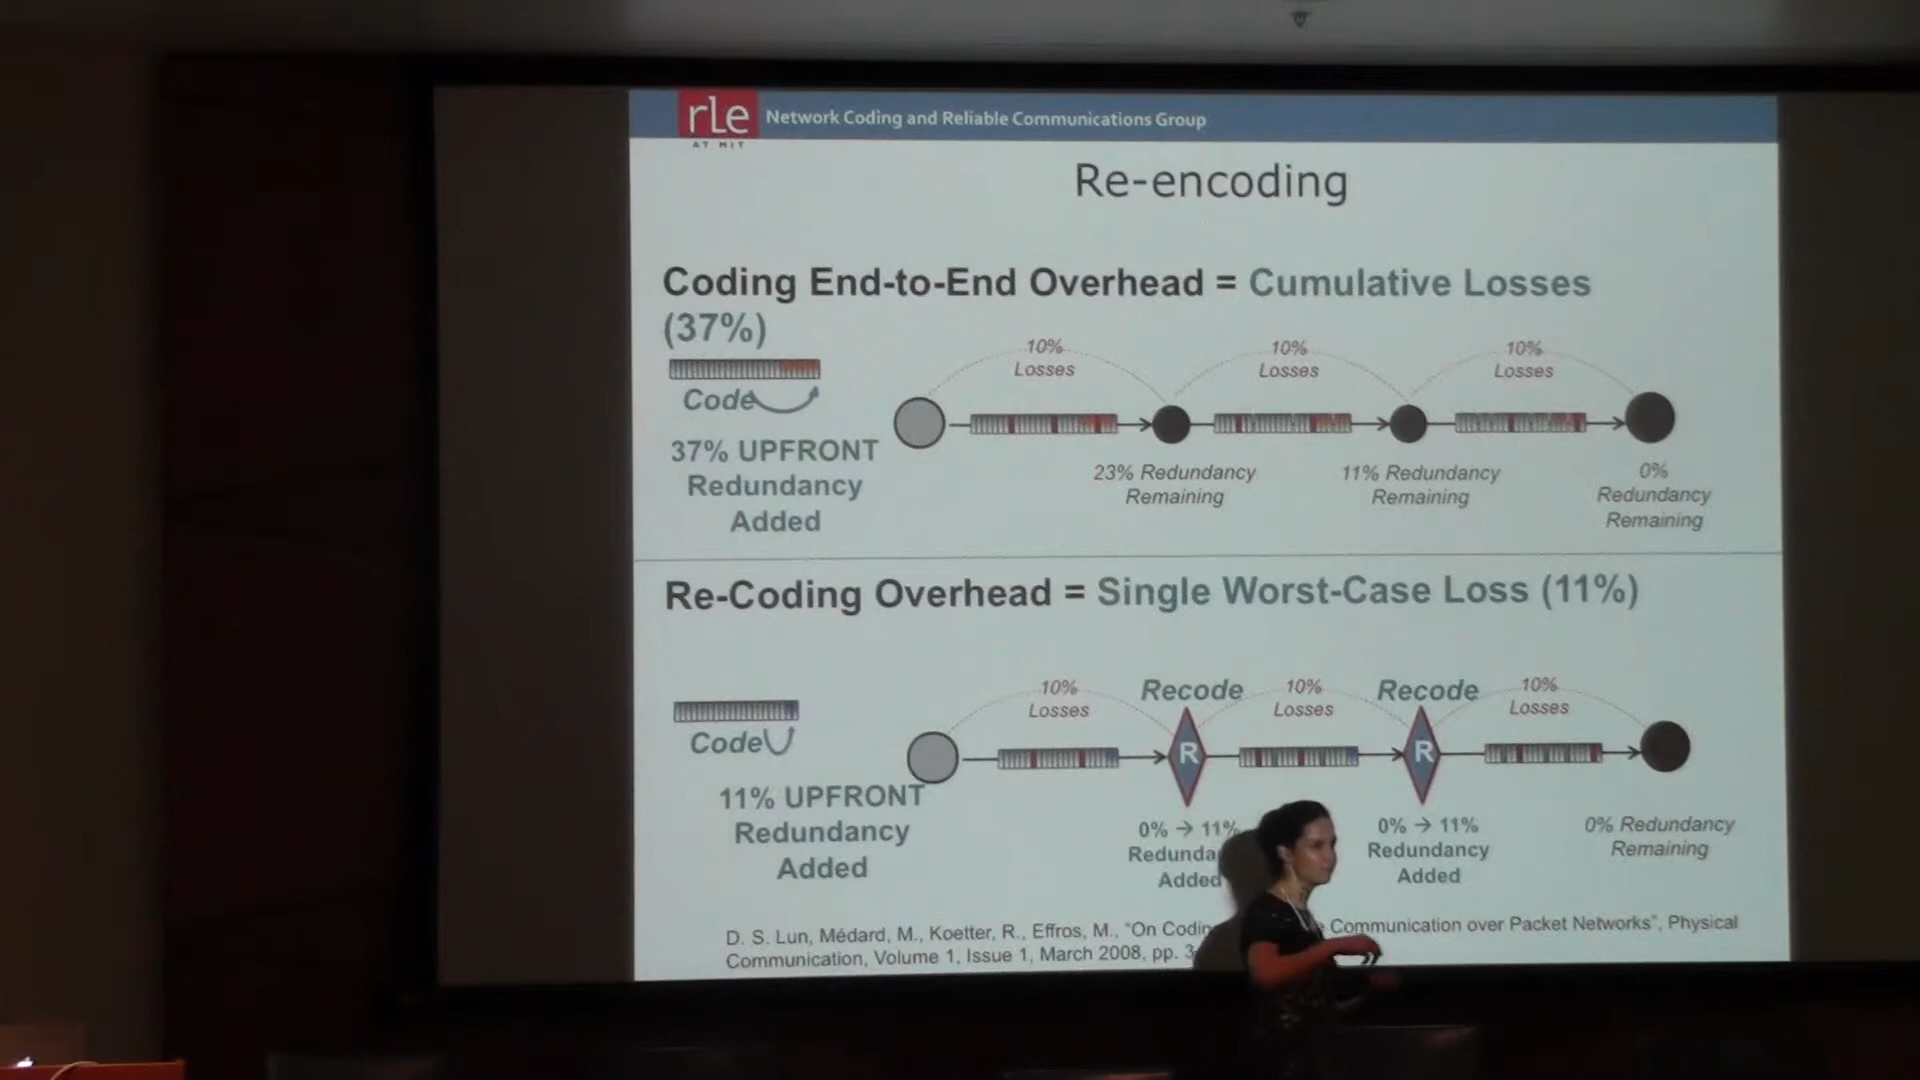 rle
AT MIT
Network Coding and Reliable Communications Group
Re-encoding
Coding End-to-End Overhead = Cumulative Losses
(37%)
Code
37% UPFRONT
Redundancy
Added
10%
Losses
10%
Losses
10%
Losses
23% Redundancy
Remaining
11% Redundancy
Remaining
0%
Redundancy
Remaining
Re-Coding Overhead = Single Worst-Case Loss (11%)
Code
11% UPFRONT
Redundancy
Added
10%
Losses
Recode
10%
Losses
Recode
10%
Losses
R
R
0% → 11%
Added
0% → 11%
Redundancy
Added
0% Redundancy
Remaining
D. S. Lun, Médard, M., Koetter, R., Effros, M., "On Communication over Packet Networks", Physical
Communication, Volume 1, Issue 1, March 2008, pp.